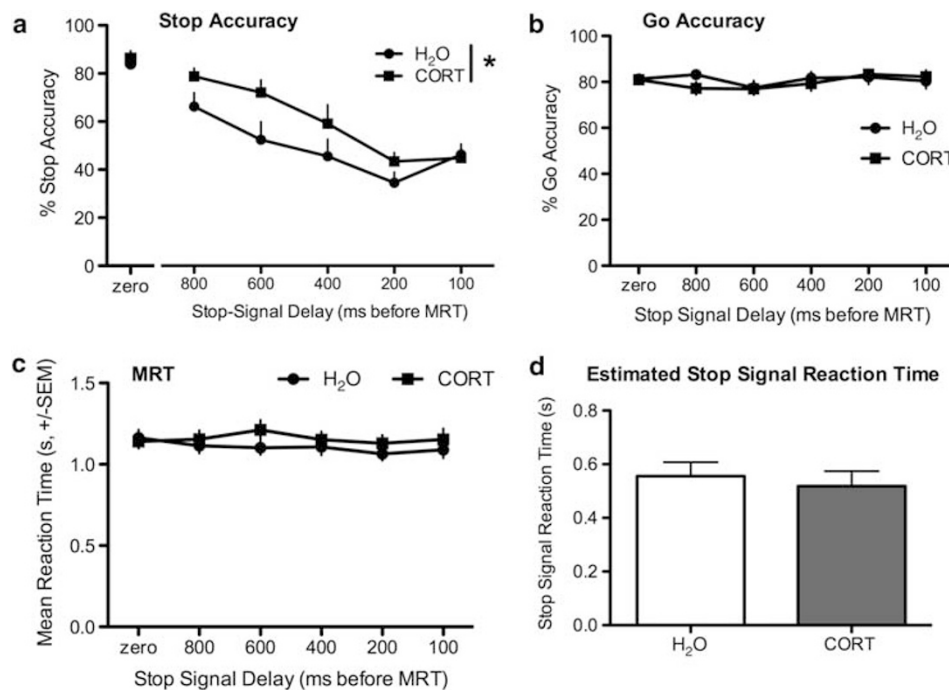 a
Stop Accuracy
100
80
60
40
20
0
% Stop Accuracy
H₂O
CORT
*
zero 800 600 400 200 100
Stop-Signal Delay (ms before MRT)
b
Go Accuracy
100
80
60
40
20
0
% Go Accuracy
H₂O
CORT
zero 800 600 400 200 100
Stop Signal Delay (ms before MRT)
c
MRT
H₂O CORT
1.5
1.0
0.5
0.0
Mean Reaction Time (s, +/-SEM)
zero 800 600 400 200 100
Stop Signal Delay (ms before MRT)
d
Estimated Stop Signal Reaction Time
0.8
0.6
0.4
0.2
0.0
Stop Signal Reaction Time (s)
H₂O CORT